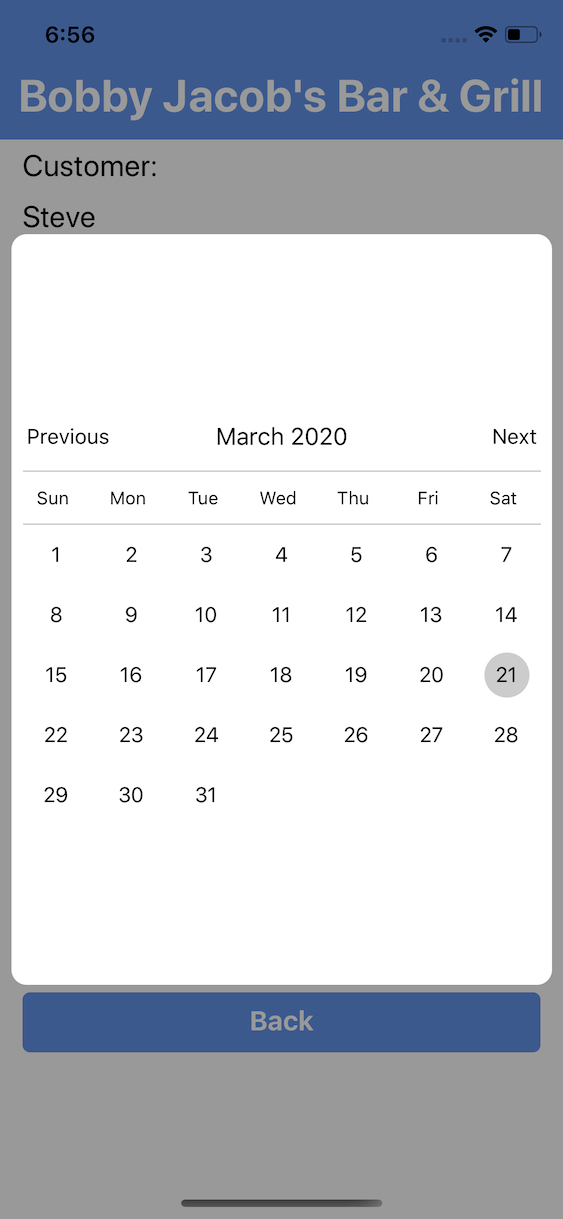 6:56
Bobby Jacob's Bar & Grill
Customer:
Steve
Previous March 2020 Next
Sun Mon Tue Wed Thu Fri Sat
1 2 3 4 5 6 7
8 9 10 11 12 13 14
15 16 17 18 19 20 21
22 23 24 25 26 27 28
29 30 31
Back